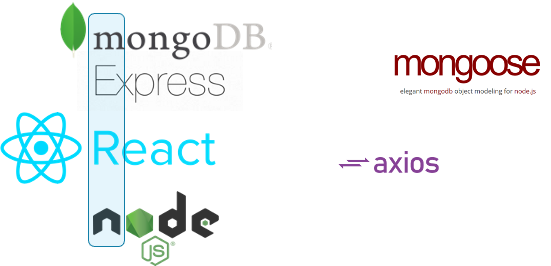 mongoDB
Express
React
node
JS
mongoose
elegant mongodb object modeling for node.js
axios